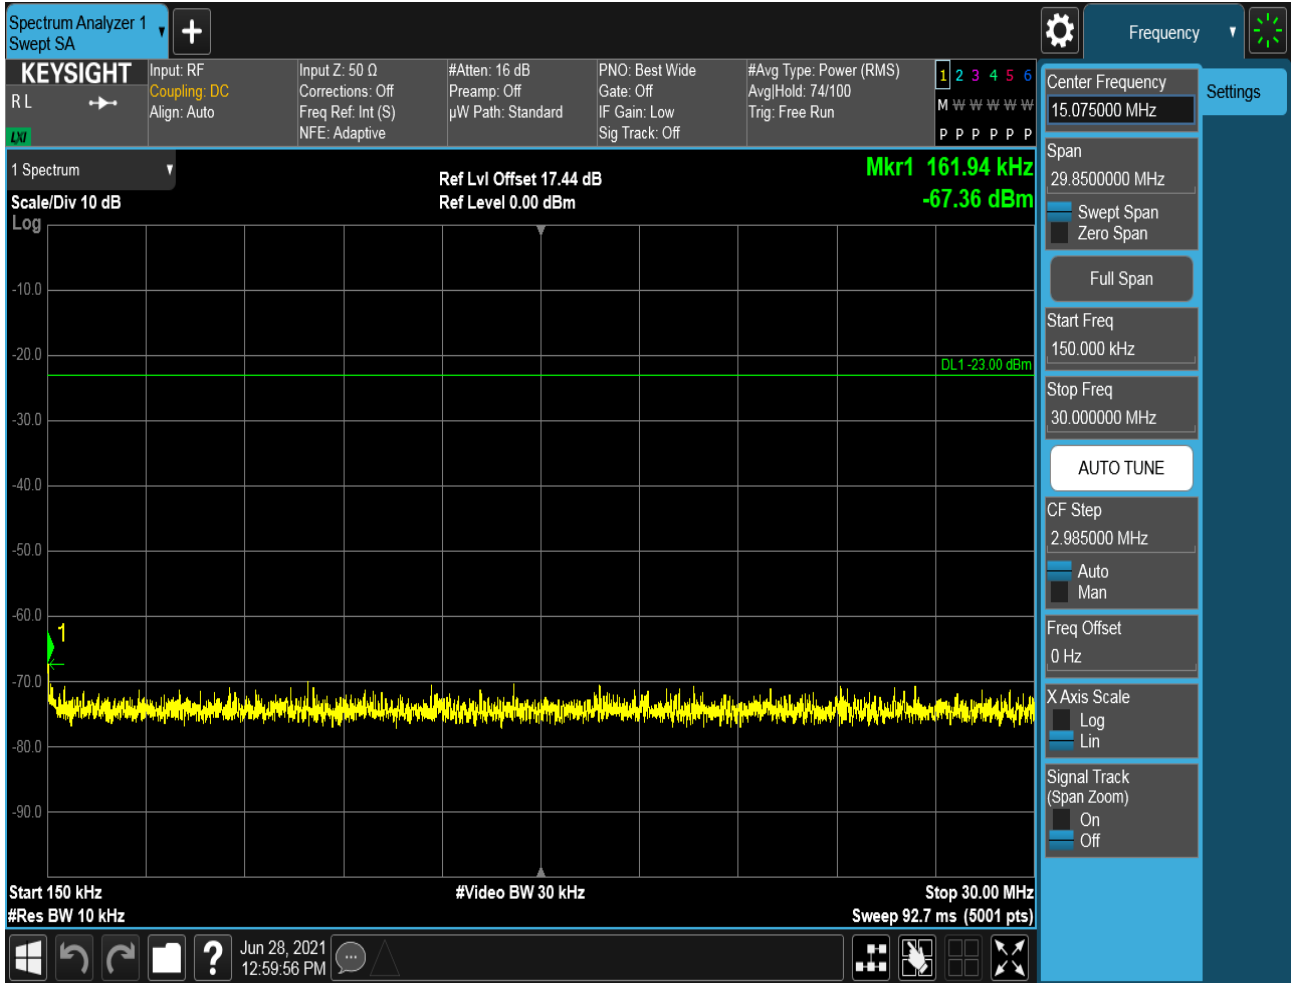 Spectrum Analyzer 1
Swept SA
Frequency
KEYSIGHT
R L
LXI
Input: RF
Coupling: DC
Align: Auto
Input Z: 50 Ω
Corrections: Off
Freq Ref: Int (S)
NFE: Adaptive
#Atten: 16 dB
Preamp: Off
µW Path: Standard
PNO: Best Wide
Gate: Off
IF Gain: Low
Sig Track: Off
#Avg Type: Power (RMS)
Avg|Hold: 74/100
Trig: Free Run
1 2 3 4 5 6
M W W W W W
P P P P P P
Center Frequency
15.075000 MHz
Settings
Span
29.8500000 MHz
Swept Span
Zero Span
Full Span
Start Freq
150.000 kHz
Stop Freq
30.000000 MHz
AUTO TUNE
CF Step
2.985000 MHz
Auto
Man
Freq Offset
0 Hz
X Axis Scale
Log
Lin
Signal Track
(Span Zoom)
On
Off
1 Spectrum
Scale/Div 10 dB
Log
Ref Lvl Offset 17.44 dB
Ref Level 0.00 dBm
Mkr1 161.94 kHz
-67.36 dBm
-10.0
-20.0
DL1 -23.00 dBm
-30.0
-40.0
-50.0
-60.0
1
-70.0
-80.0
-90.0
Start 150 kHz
#Video BW 30 kHz
Stop 30.00 MHz
#Res BW 10 kHz
Sweep 92.7 ms (5001 pts)
?
Jun 28, 2021
12:59:56 PM